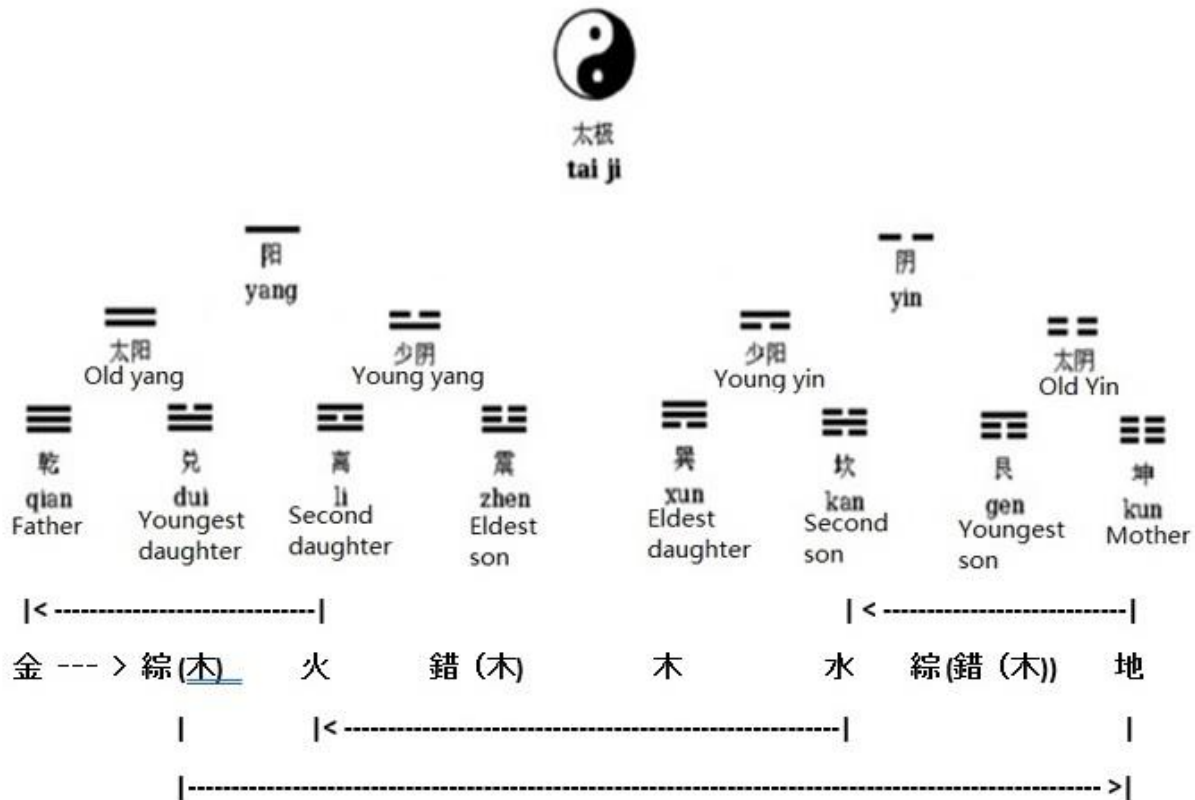 太极
tai ji
阳
yang
阴
yin
太阳
Old yang
少阴
Young yang
少阳
Young yin
太阴
Old Yin
乾
qian
Father
兑
dui
Youngest
daughter
离
li
Second
daughter
震
zhen
Eldest
son
巽
xun
Eldest
daughter
坎
kan
Second
son
艮
gen
Youngest
son
坤
kun
Mother
|< ------------------------------| |< ----------------------------|
金 --- > 綜(木) 火 錯（木) 木 水 綜(錯（木)) 地
| |< ----------------------------------------------------------| |
|---------------------------------------------------------------------------------------------------------- >|